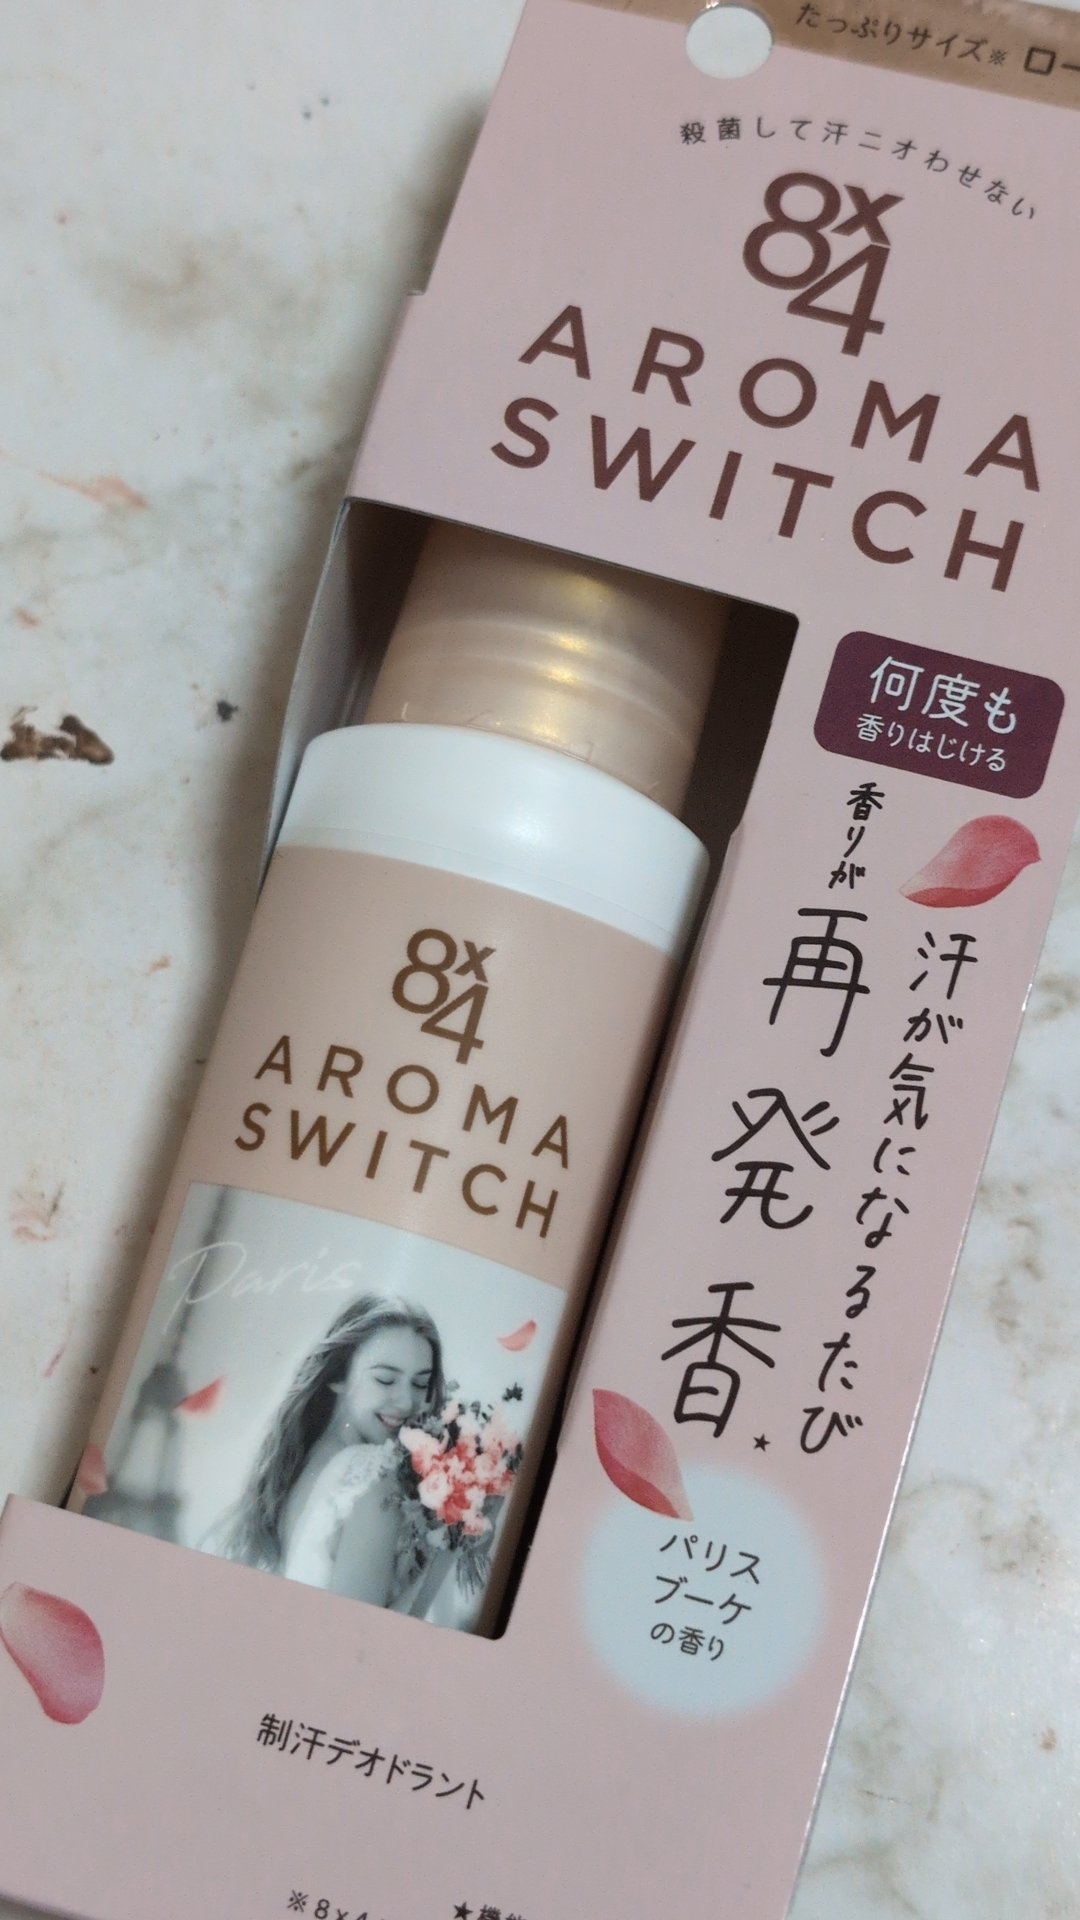 たっぷりサイズ※ ロー
殺菌して汗ニオわせない
8x4
AROMA
SWITCH
何度も
香りはじける
汗が気になるたび
香りが再発香★
8x4
AROMA
SWITCH
Paris
パリス
ブーケ
の香り
制汗デオドラント
※8x4
★機能